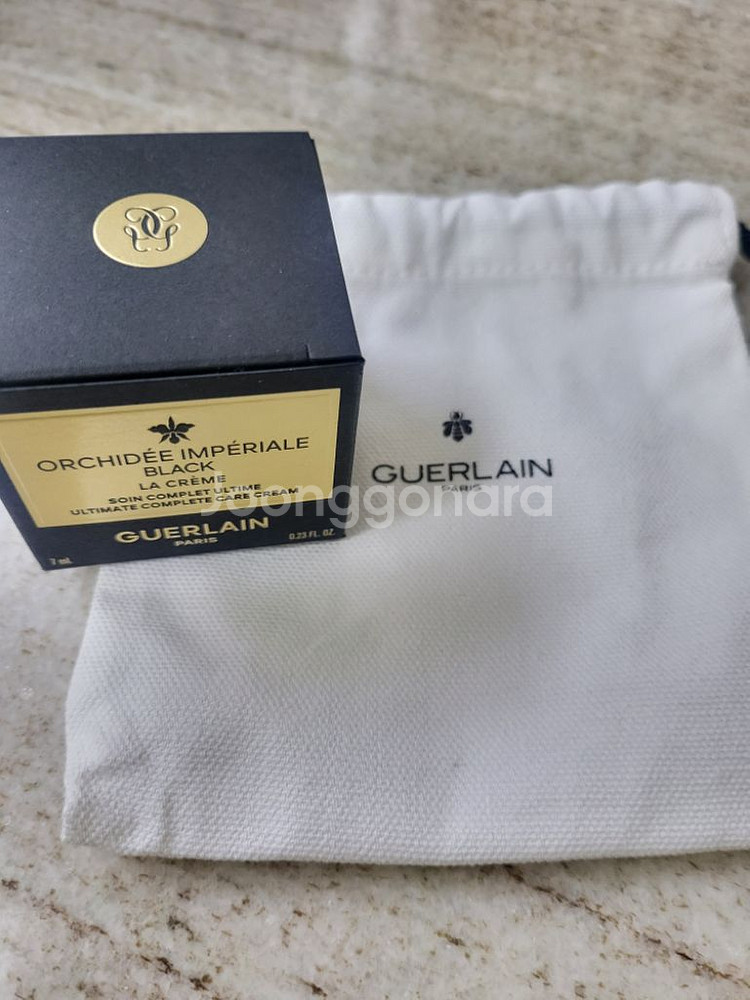 ORCHIDÉE IMPÉRIALE
BLACK
LA CRÈME
SOIN COMPLET ULTIME
ULTIMATE COMPLETE CARE CREAM
GUERLAIN
PARIS
7 mL
0.23 FL. OZ.
GUERLAIN
PARIS
Joonggonara